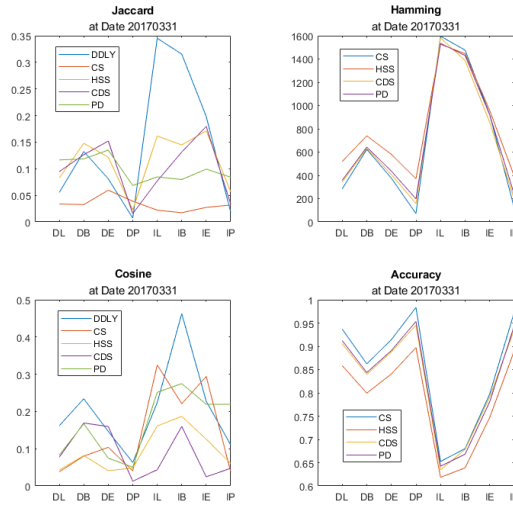 Jaccard
at Date 20170331
0.35
0.3
0.25
0.2
0.15
0.1
0.05
0
DDLY
CS
HSS
CDS
PD
DL DB DE DP IL IB IE IP
Hamming
at Date 20170331
1600
1400
1200
1000
800
600
400
200
0
CS
HSS
CDS
PD
DL DB DE DP IL IB IE
Cosine
at Date 20170331
0.5
0.4
0.3
0.2
0.1
0
DDLY
CS
HSS
CDS
PD
DL DB DE DP IL IB IE IP
Accuracy
at Date 20170331
1
0.95
0.9
0.85
0.8
0.75
0.7
0.65
0.6
CS
HSS
CDS
PD
DL DB DE DP IL IB IE